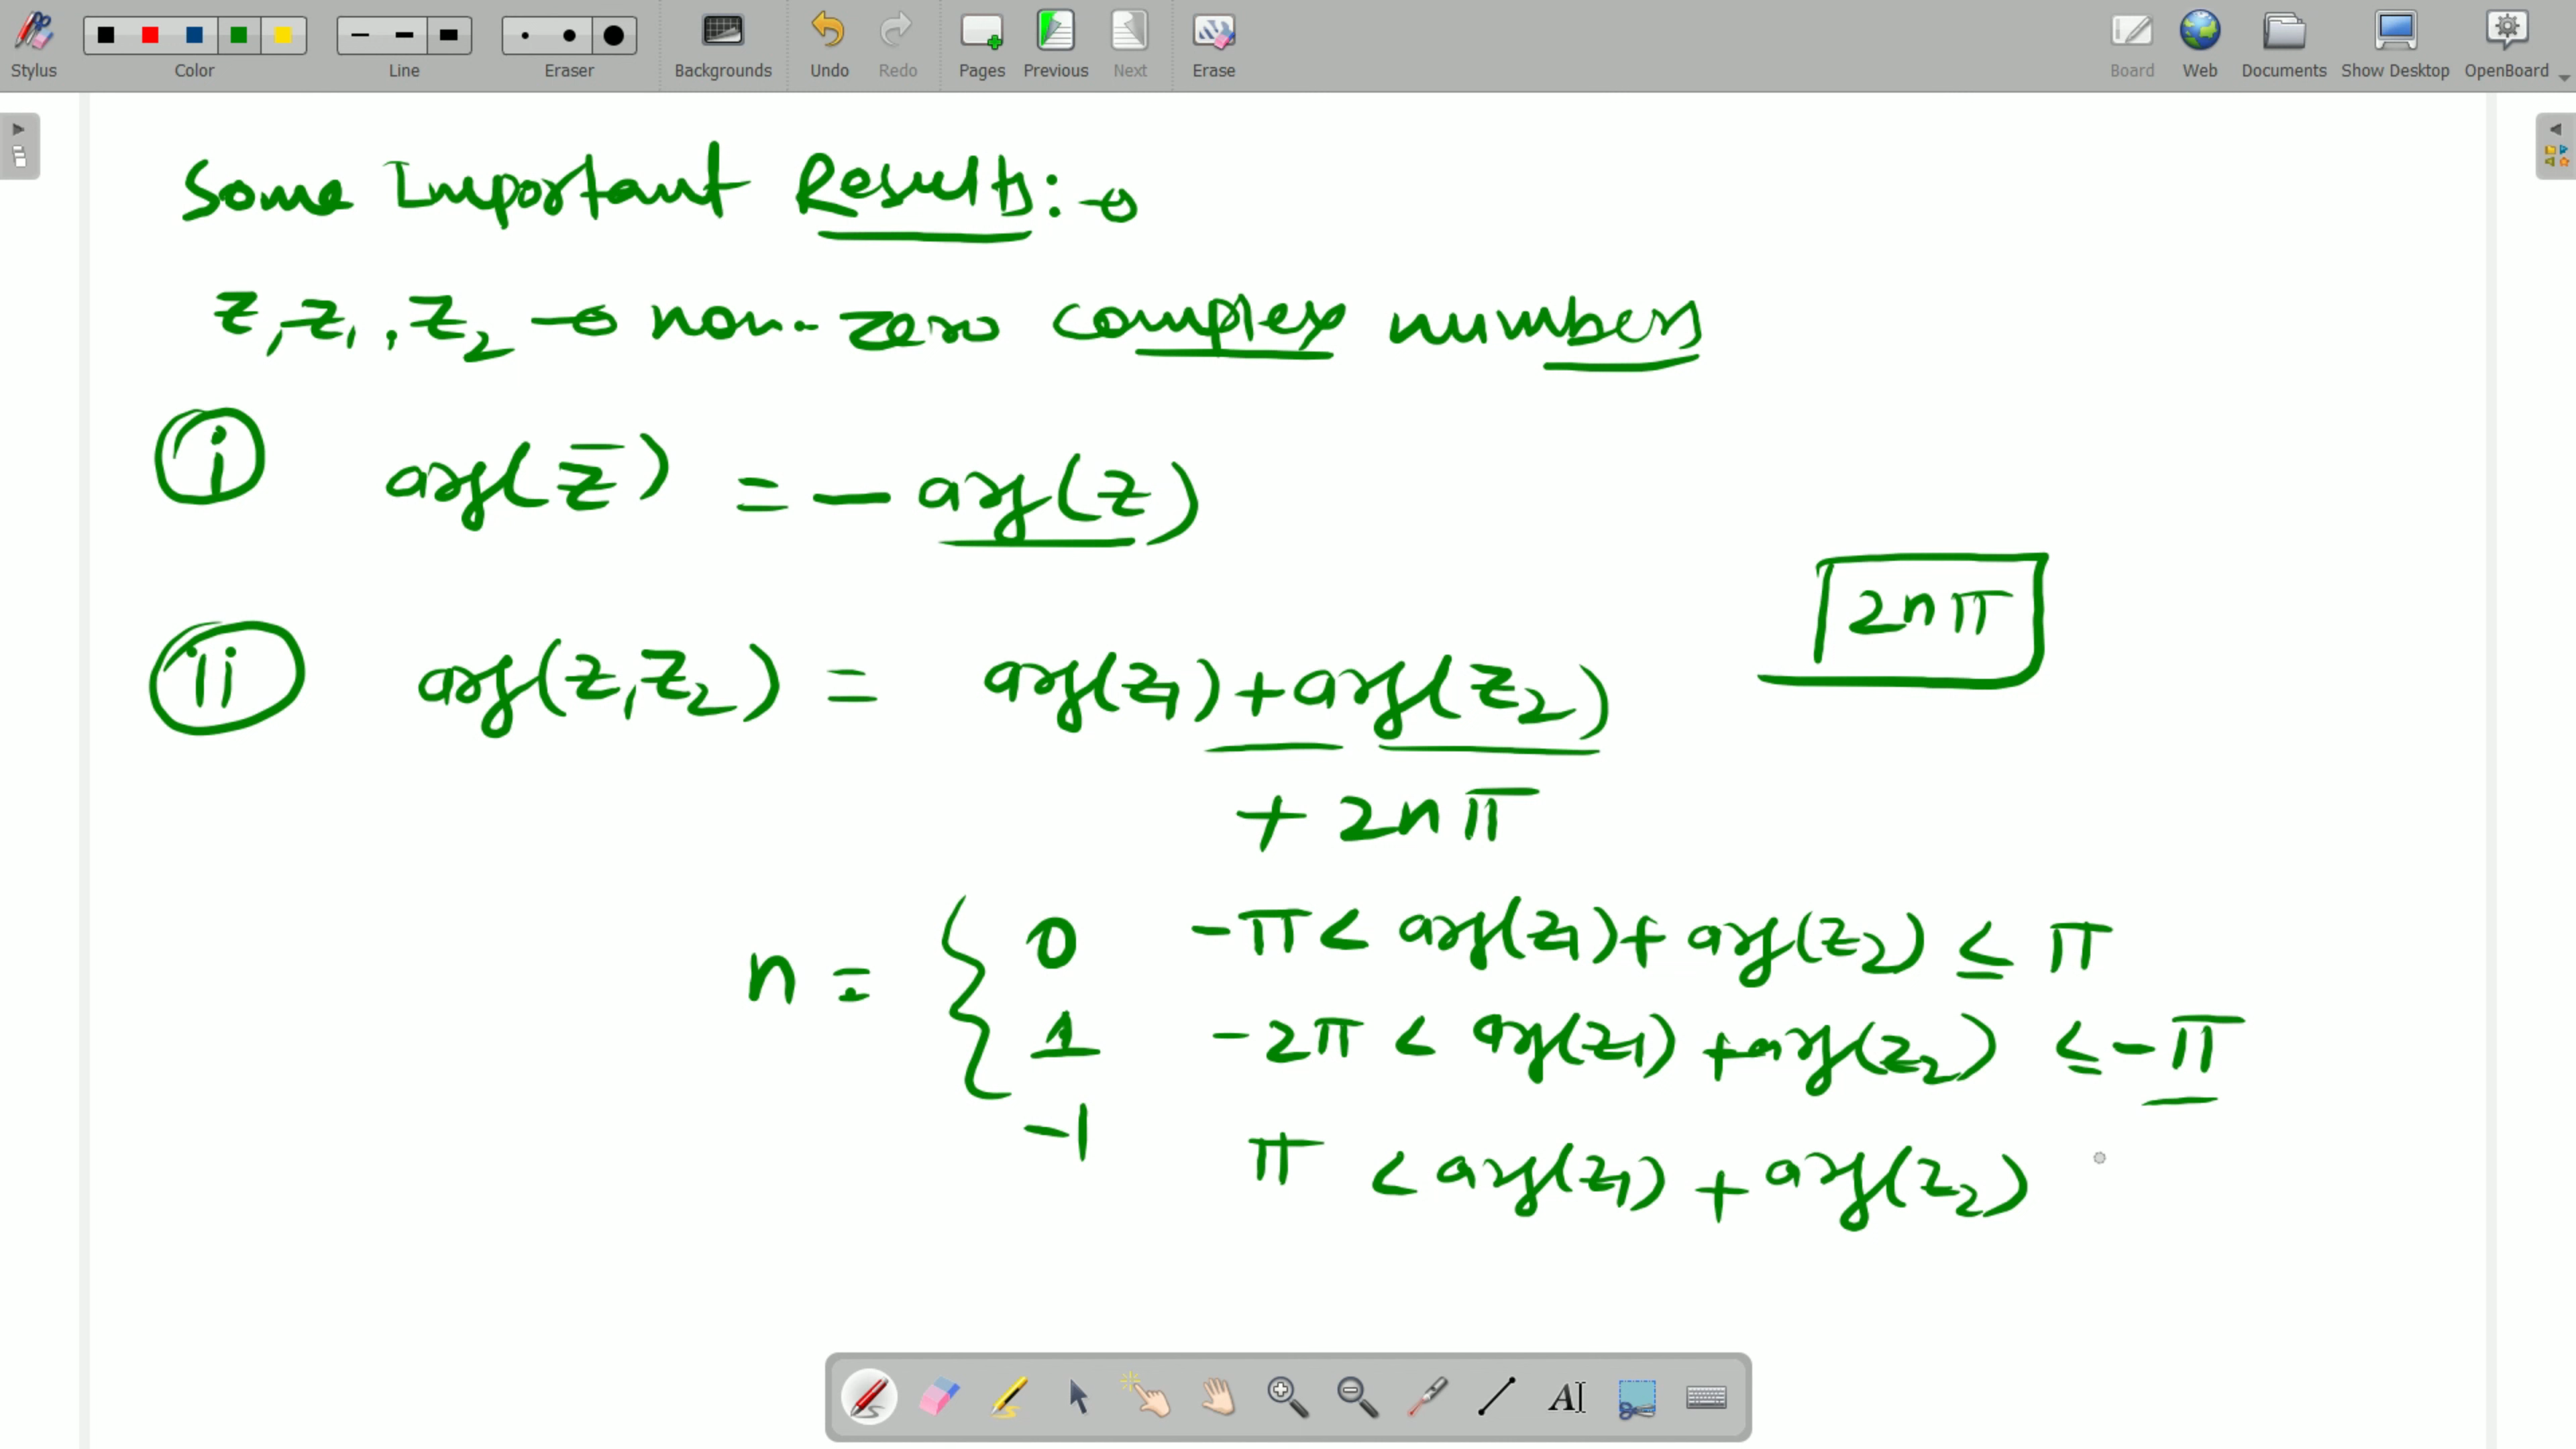 Stylus Color Line Eraser Backgrounds Undo Redo Pages Previous Next Erase Board Web Documents Show Desktop OpenBoard
Some Important Results:→
z, z₁, z₂ → non-zero complex numbers
i arg(z̄) = - arg(z)
2nπ
ii arg(z₁z₂) = arg(z₁) + arg(z₂)
+ 2nπ
n = { 0 -π < arg(z₁) + arg(z₂) ≤ π
1 -2π < arg(z₁) + arg(z₂) ≤ -π
-1 π < arg(z₁) + arg(z₂)
AI